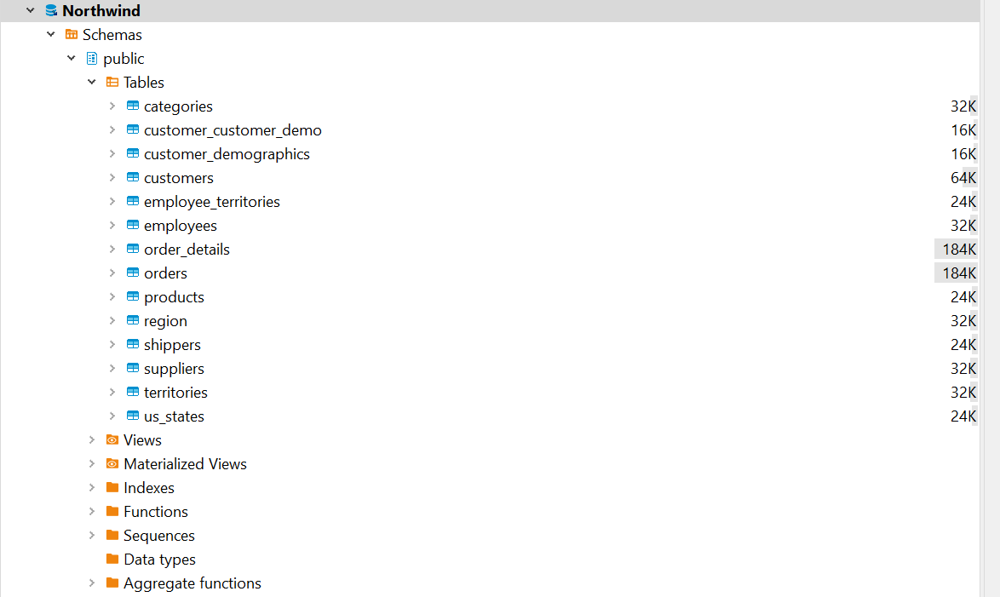 Northwind
Schemas
public
Tables
categories 32K
customer_customer_demo 16K
customer_demographics 16K
customers 64K
employee_territories 24K
employees 32K
order_details 184K
orders 184K
products 24K
region 32K
shippers 24K
suppliers 32K
territories 32K
us_states 24K
Views
Materialized Views
Indexes
Functions
Sequences
Data types
Aggregate functions